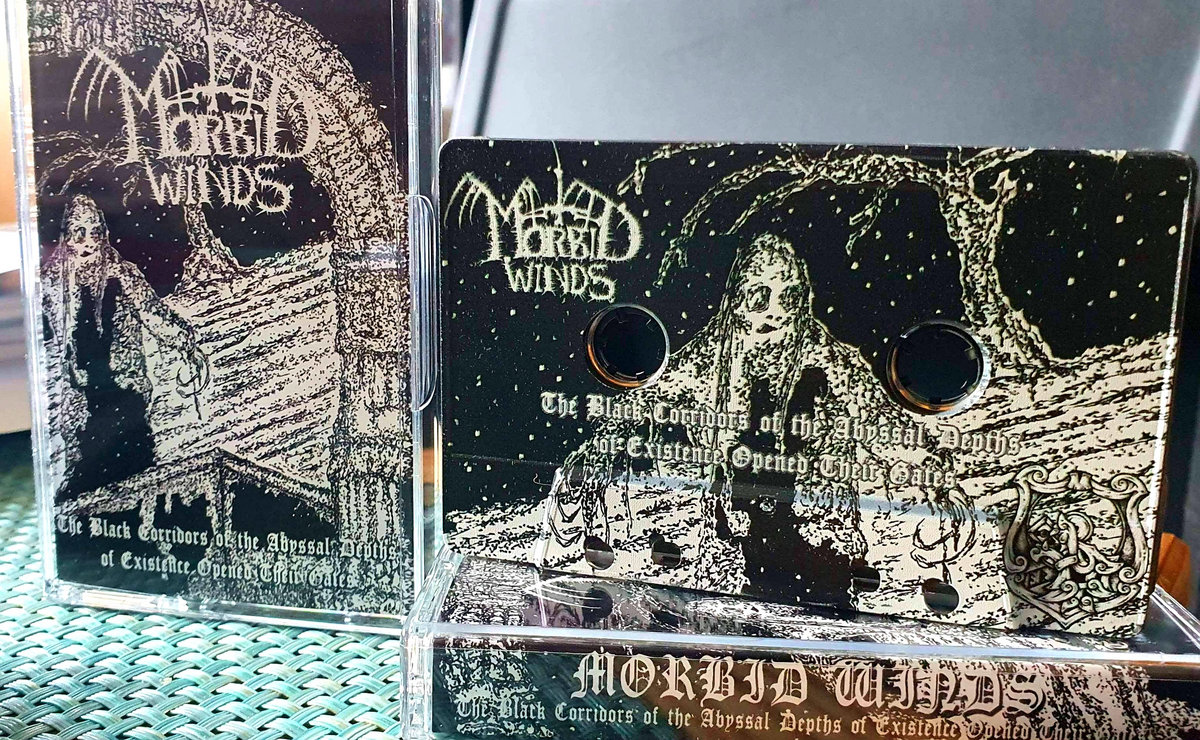 MORBID
WINDS
The Black Corridors of the Abyssal Depths
of Existence Opened Their Gates
MORBID
WINDS
The Black Corridors of the Abyssal Depths
of Existence Opened Their Gates
MORBID WINDS
The Black Corridors of the Abyssal Depths of Existence Opened Their